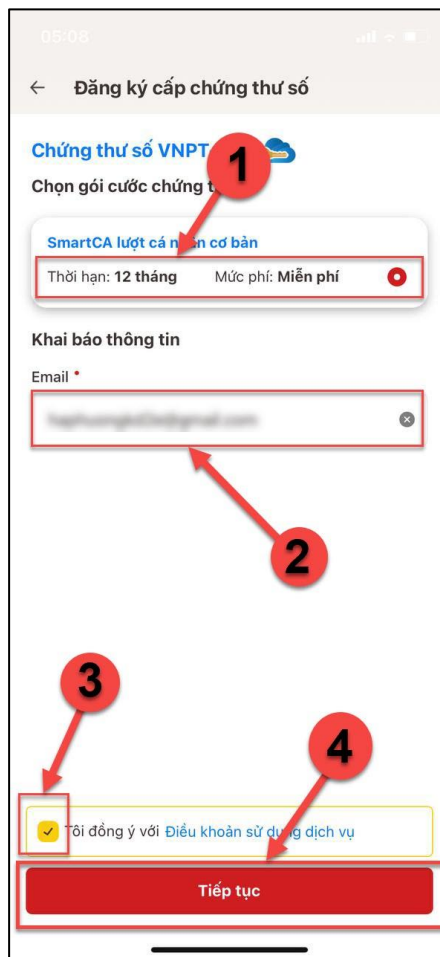 05:08
← Đăng ký cấp chứng thư số
Chứng thư số VNPT
1
Chọn gói cước chứng
SmartCA lượt cá nhân cơ bản
Thời hạn: 12 tháng Mức phí: Miễn phí
Khai báo thông tin
Email *
2
3
4
Tôi đồng ý với Điều khoản sử dụng dịch vụ
Tiếp tục